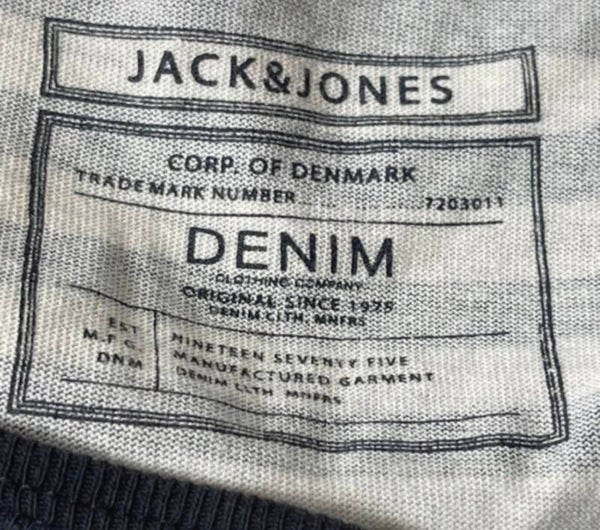 JACK&JONES
CORP. OF DENMARK
TRADEMARK NUMBER ........ 7203011
DENIM
CLOTHING COMPANY
ORIGINAL SINCE 1975
DENIM CLTH. MNFRS
EST
M.F.G.
DNM
NINETEEN SEVENTY FIVE
MANUFACTURED GARMENT
DENIM CLTH MNFRS